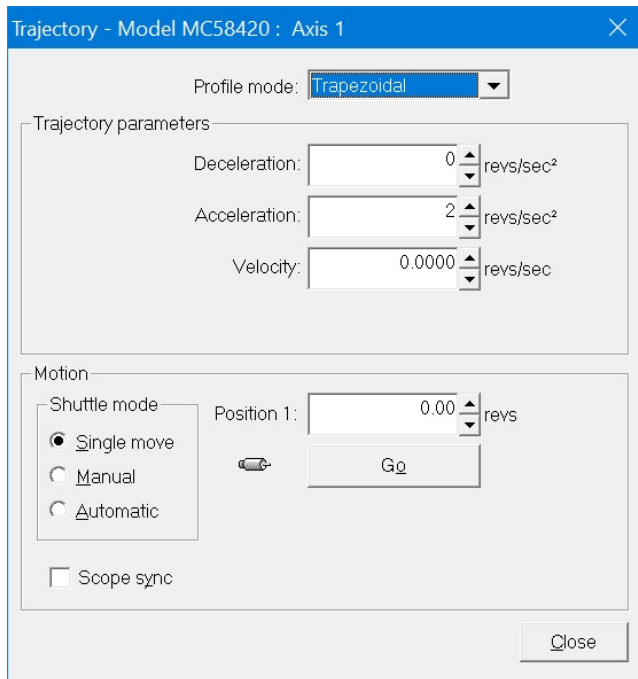 Trajectory - Model MC58420 : Axis 1
Profile mode: Trapezoidal
Trajectory parameters
Deceleration: 0 revs/sec²
Acceleration: 2 revs/sec²
Velocity: 0.0000 revs/sec
Motion
Shuttle mode
Position 1: 0.00 revs
Single move
Go
Manual
Automatic
Scope sync
Close